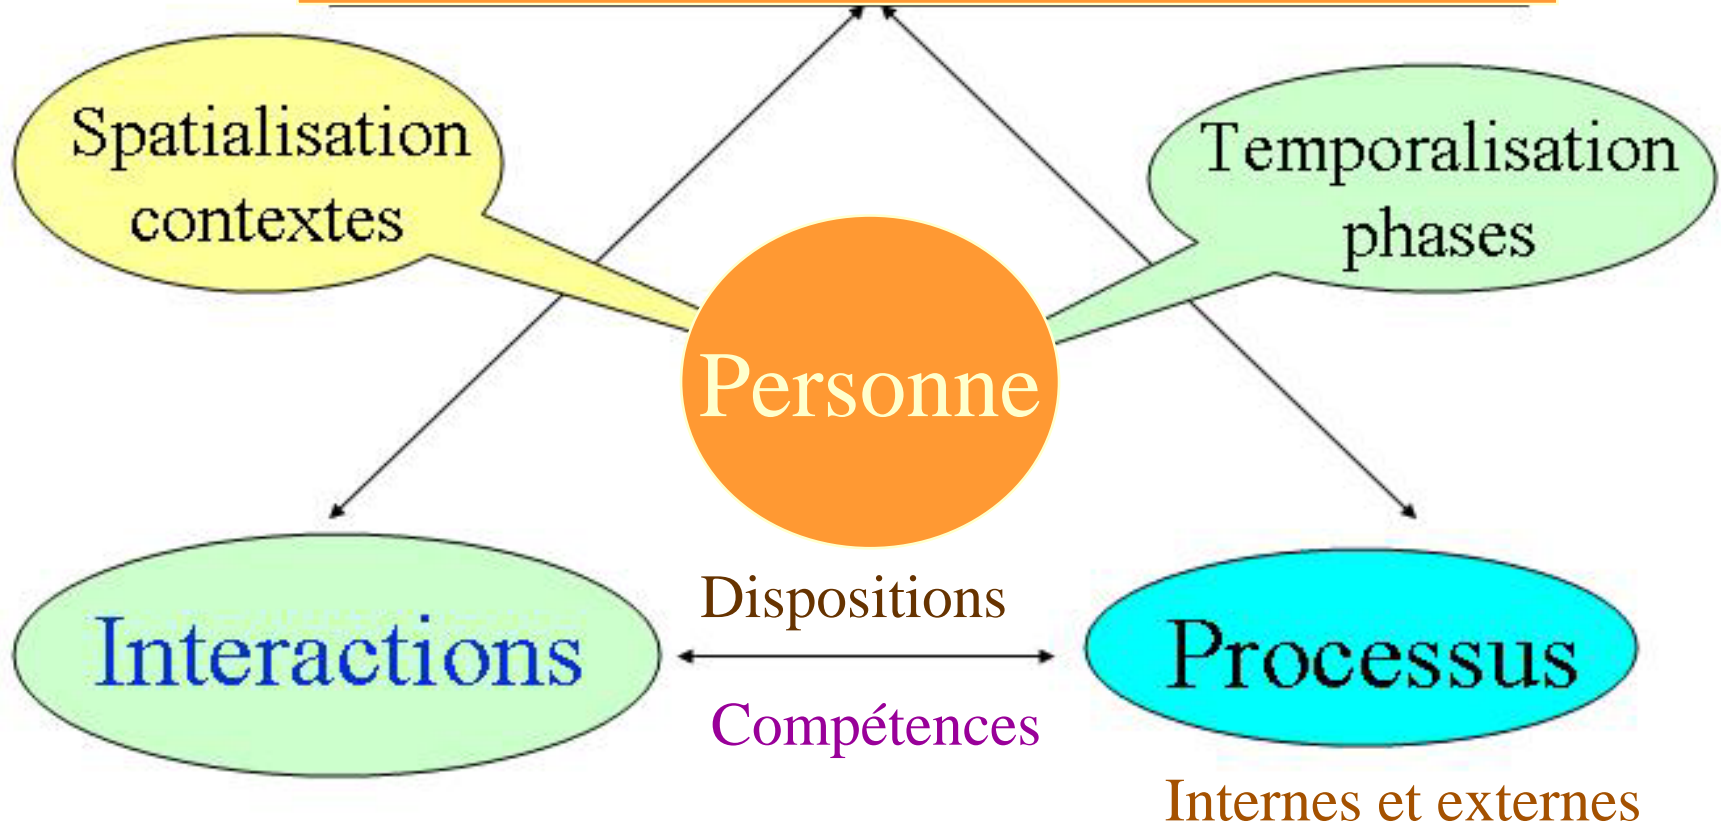 Spatialisation
contextes
Temporalisation
phases
Personne
Dispositions
Interactions
Processus
Compétences
Internes et externes